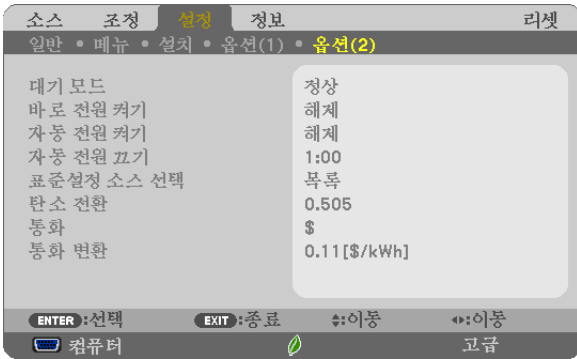 소스 조정 설정 정보 리셋
일반 • 메뉴 • 설치 • 옵션(1) • 옵션(2)
대기 모드 정상
바로 전원 켜기 해제
자동 전원 켜기 해제
자동 전원 끄기 1:00
표준설정 소스 선택 목록
탄소 전환 0.505
통화 $
통화 변환 0.11[$/kWh]
ENTER :선택 EXIT :종료 :이동 :이동
컴퓨터 고급